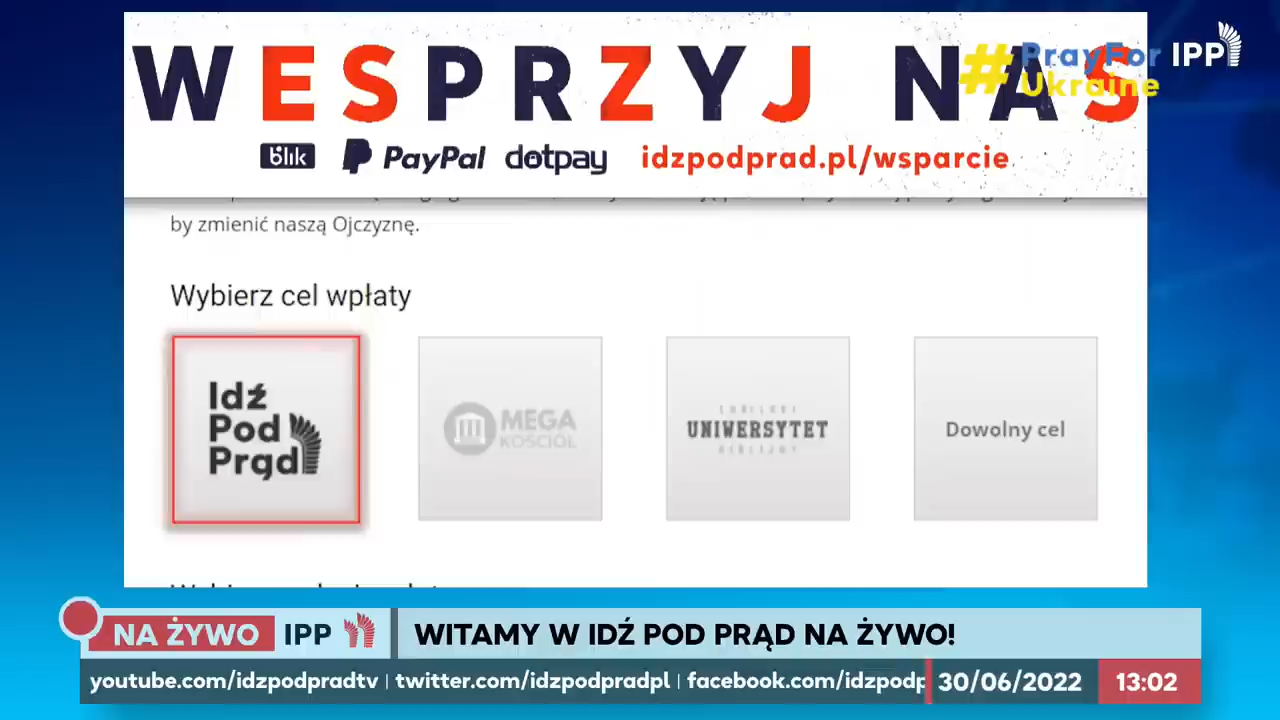 WESPRZYJ NAS
#PrayFor
Ukraine
IPP
blik PayPal dotpay idzpodprad.pl/wsparcie
by zmienić naszą Ojczyznę.
Wybierz cel wpłaty
Idź
Pod
Prąd
MEGA
KOŚCIÓŁ
UNIWERSYTET
Dowolny cel
NA ŻYWO IPP WITAMY W IDŹ POD PRĄD NA ŻYWO!
youtube.com/idzpodpradtv | twitter.com/idzpodpradpl | facebook.com/idzpodp 30/06/2022 13:02